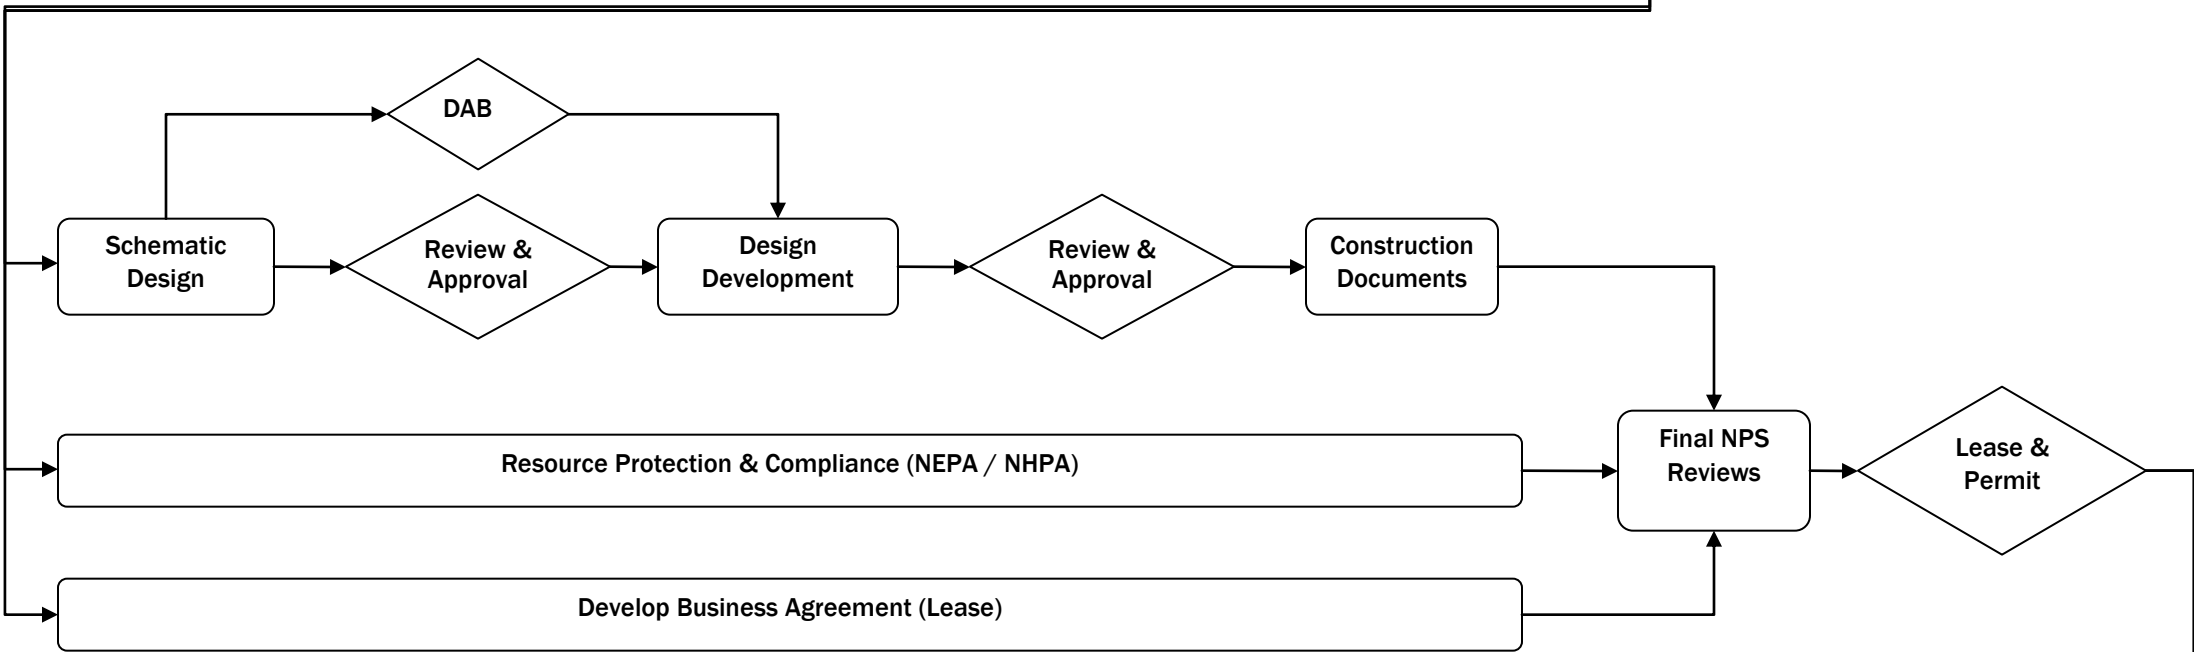 DAB
Schematic
Design
Review &
Approval
Design
Development
Review &
Approval
Construction
Documents
Resource Protection & Compliance (NEPA / NHPA)
Final NPS
Reviews
Lease &
Permit
Develop Business Agreement (Lease)